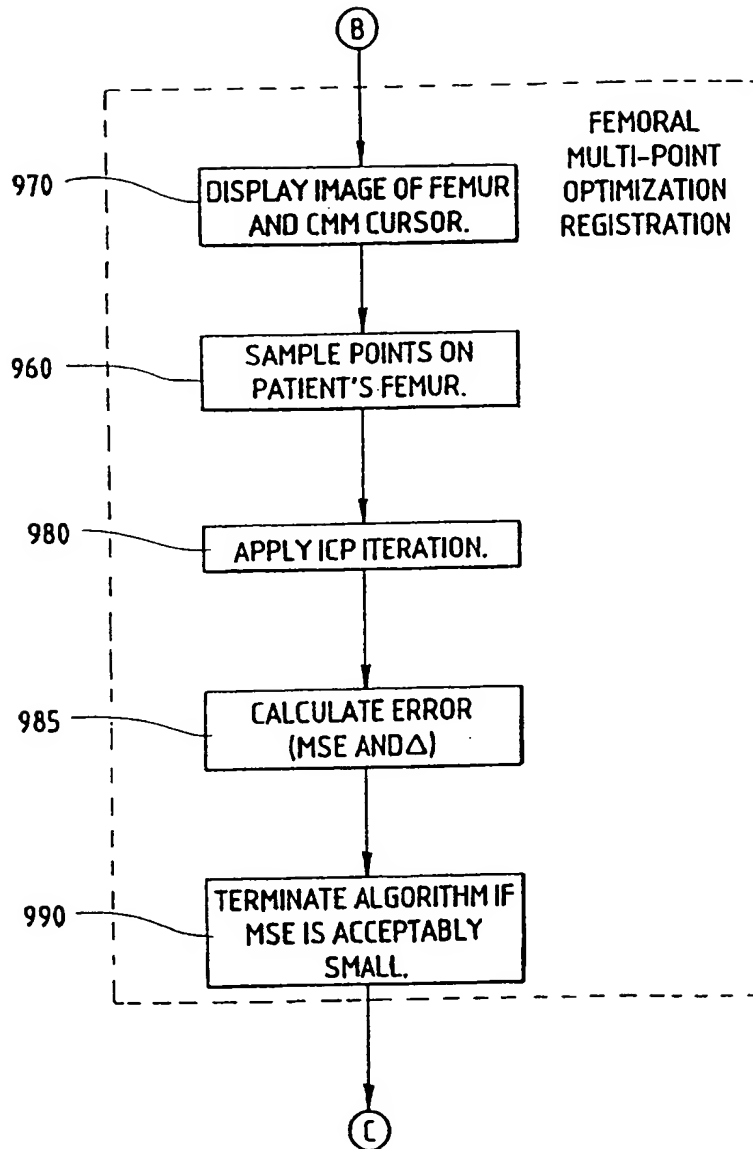 B
FEMORAL
MULTI-POINT
OPTIMIZATION
REGISTRATION
970
DISPLAY IMAGE OF FEMUR
AND CMM CURSOR.
960
SAMPLE POINTS ON
PATIENT'S FEMUR.
980
APPLY ICP ITERATION.
985
CALCULATE ERROR
(MSE AND Δ)
990
TERMINATE ALGORITHM IF
MSE IS ACCEPTABLY
SMALL.
C